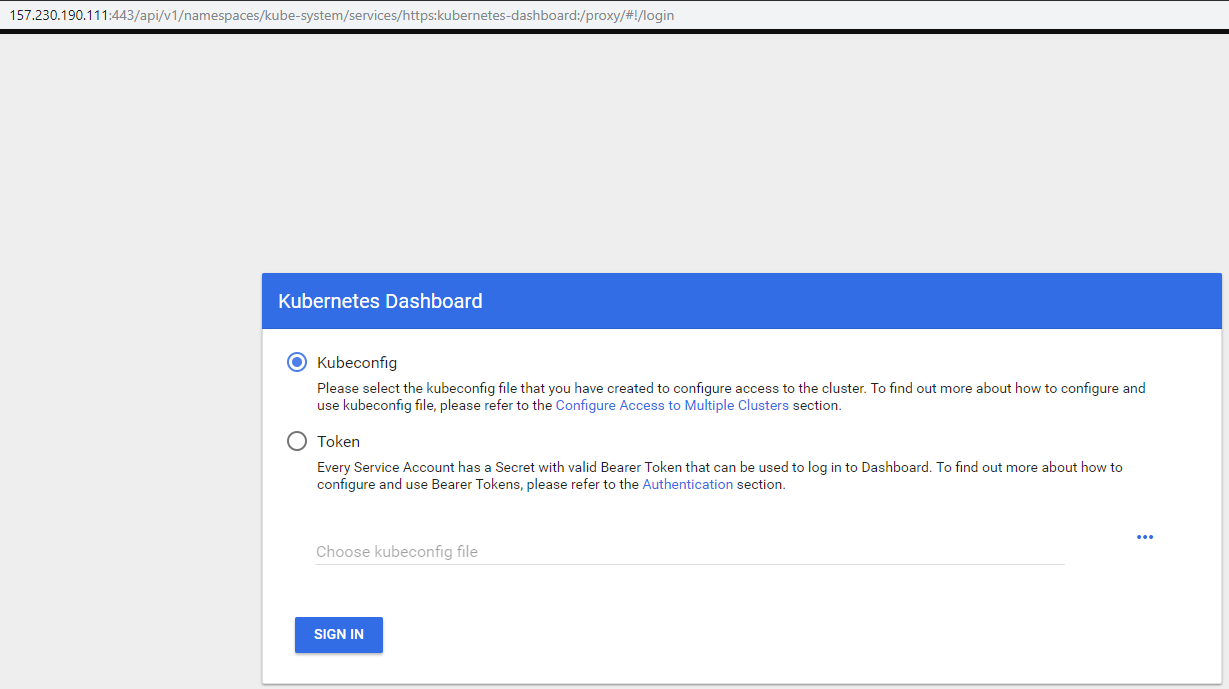 157.230.190.111:443/api/v1/namespaces/kube-system/services/https:kubernetes-dashboard:/proxy/#!/login
Kubernetes Dashboard
Kubeconfig
Please select the kubeconfig file that you have created to configure access to the cluster. To find out more about how to configure and
use kubeconfig file, please refer to the Configure Access to Multiple Clusters section.
Token
Every Service Account has a Secret with valid Bearer Token that can be used to log in to Dashboard. To find out more about how to
configure and use Bearer Tokens, please refer to the Authentication section.
Choose kubeconfig file
SIGN IN